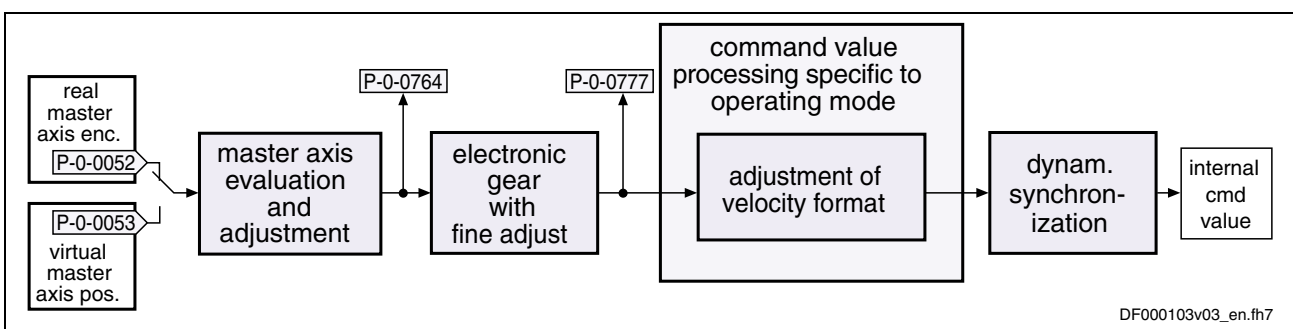 real
master
axis enc.
P-0-0052
P-0-0053
virtual
master
axis pos.
master axis
evaluation
and
adjustment
P-0-0764
electronic
gear
with
fine adjust
P-0-0777
command value
processing specific to
operating mode
adjustment of
velocity format
dynam.
synchron-
ization
internal
cmd
value
DF000103v03_en.fh7